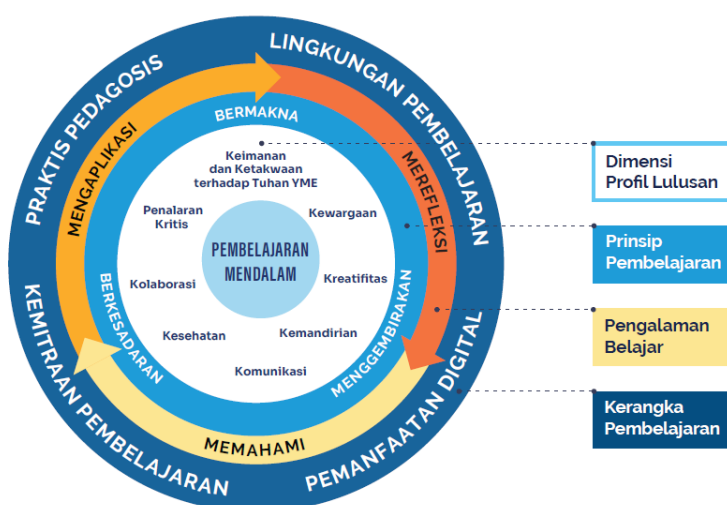 PRAKTIS PEDAGOSIS
LINGKUNGAN PEMBELAJARAN
PEMANFAATAN DIGITAL
KEMITRAAN PEMBELAJARAN
MENGAPLIKASI
MEREFLEKSI
MEMAHAMI
BERMAKNA
MENGGEMBIRAKAN
BERKESADARAN
Keimanan
dan Ketakwaan
terhadap Tuhan YME
Kewargaan
Kreatifitas
Kemandirian
Komunikasi
Kesehatan
Kolaborasi
Penalaran
Kritis
PEMBELAJARAN
MENDALAM
Dimensi
Profil Lulusan
Prinsip
Pembelajaran
Pengalaman
Belajar
Kerangka
Pembelajaran